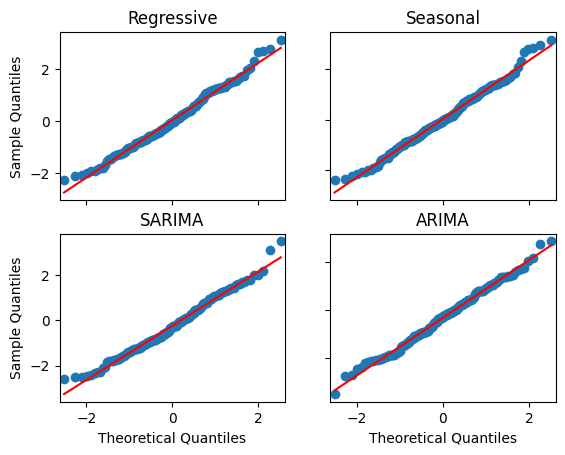 Regressive
Seasonal
Sample Quantiles
2
0
−2
SARIMA
ARIMA
Sample Quantiles
2
0
−2
−2 0 2
−2 0 2
Theoretical Quantiles
Theoretical Quantiles